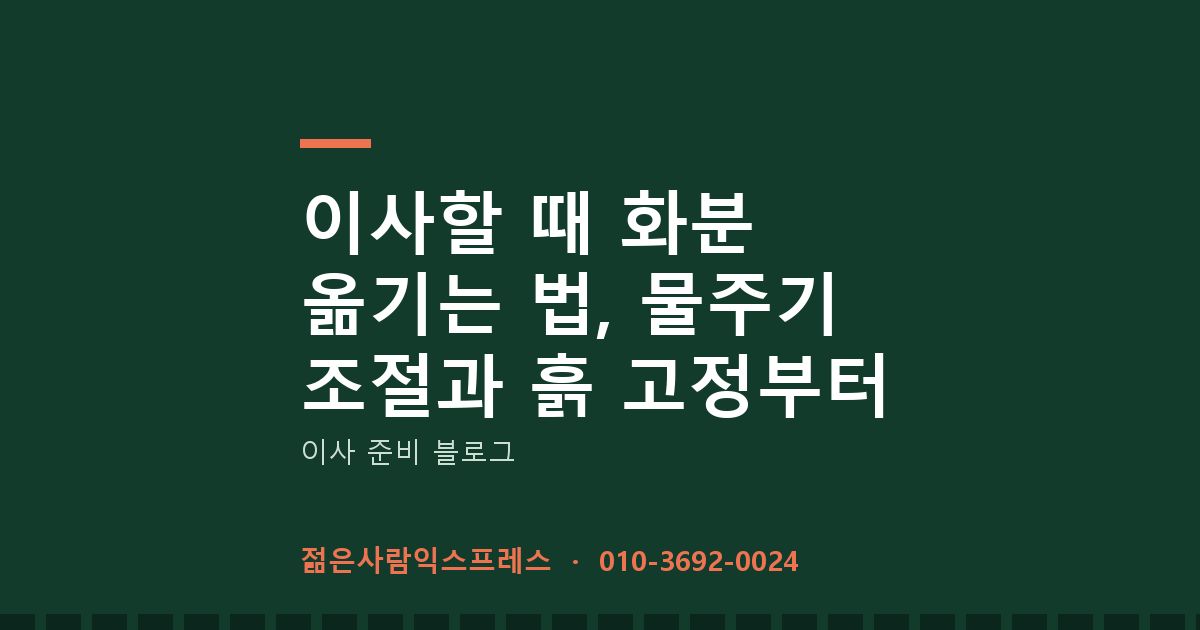 이사할 때 화분
옮기는 법, 물주기
조절과 흙 고정부터
이사 준비 블로그
젊은사람익스프레스 · 010-3692-0024